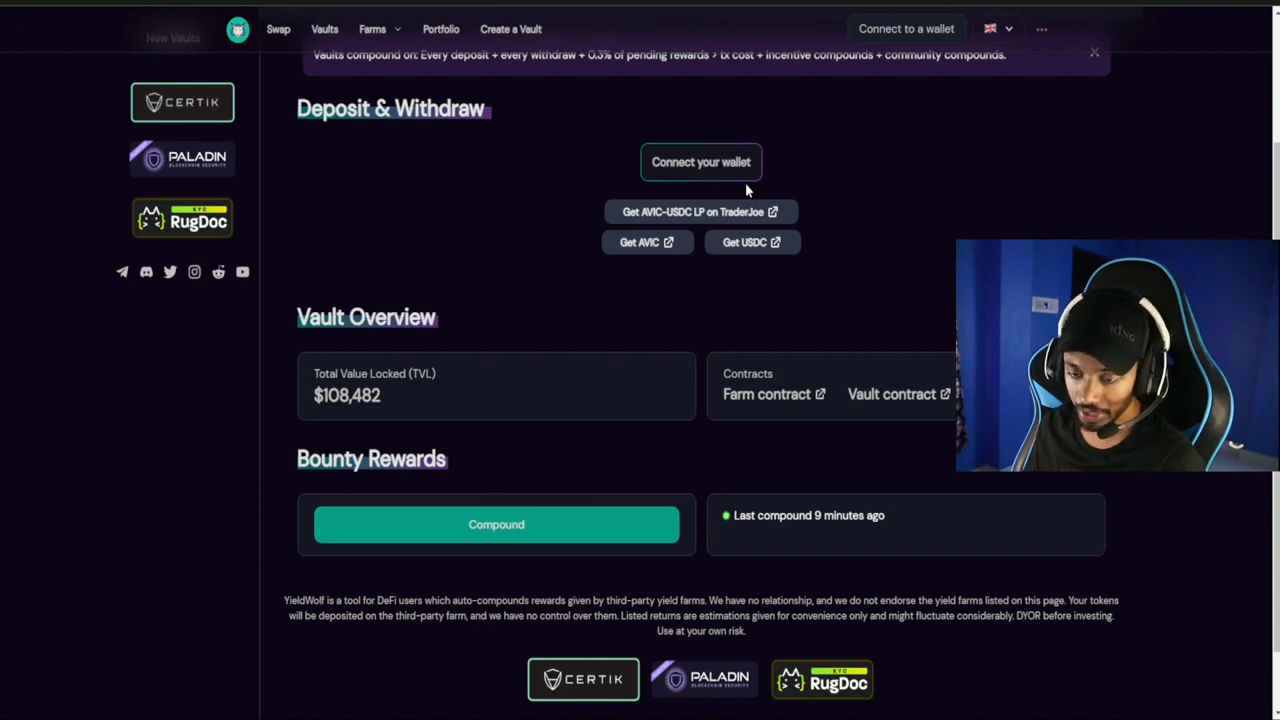 New Vaults
Swap
Vaults
Farms
Portfolio
Create a Vault
Connect to a wallet
Vaults compound on: Every deposit + every withdraw + 0.3% of pending rewards > tx cost + incentive compounds + community compounds.
CERTIK
PALADIN
BLOCKCHAIN SECURITY
KYC
RugDoc
Deposit & Withdraw
Connect your wallet
Get AVIC-USDC LP on TraderJoe
Get AVIC
Get USDC
Vault Overview
Total Value Locked (TVL)
$108,482
Contracts
Farm contract
Vault contract
KING
Bounty Rewards
Compound
Last compound 9 minutes ago
YieldWolf is a tool for DeFi users which auto-compounds rewards given by third-party yield farms. We have no relationship, and we do not endorse the yield farms listed on this page. Your tokens
will be deposited on the third-party farm, and we have no control over them. Listed returns are estimations given for convenience only and might fluctuate considerably. DYOR before investing.
Use at your own risk.
CERTIK
PALADIN
BLOCKCHAIN SECURITY
KYC
RugDoc